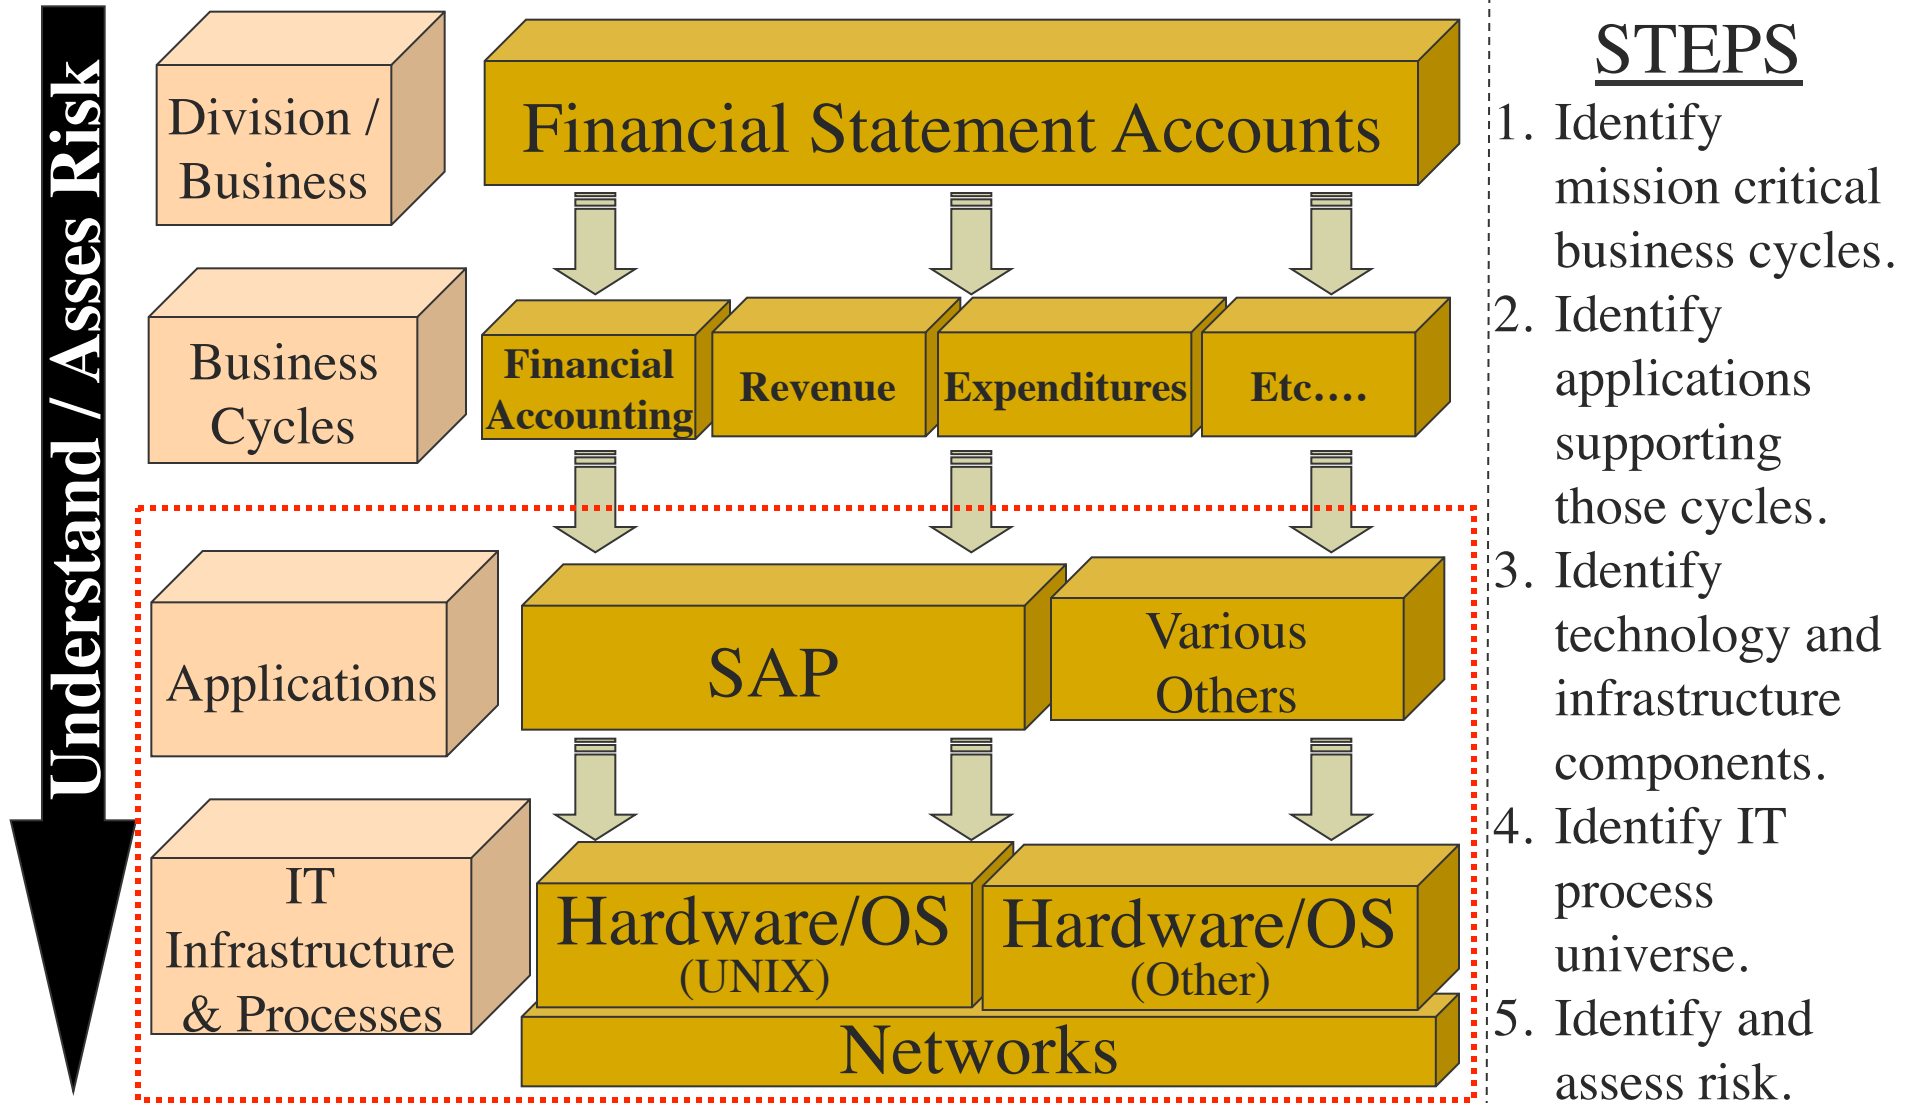 Understand / Asses Risk
Division /
Business
Financial Statement Accounts
Business
Cycles
Financial
Accounting
Revenue
Expenditures
Etc….
Applications
SAP
Various
Others
IT
Infrastructure
& Processes
Hardware/OS
(UNIX)
Hardware/OS
(Other)
Networks
STEPS
1. Identify
mission critical
business cycles.
2. Identify
applications
supporting
those cycles.
3. Identify
technology and
infrastructure
components.
4. Identify IT
process
universe.
5. Identify and
assess risk.